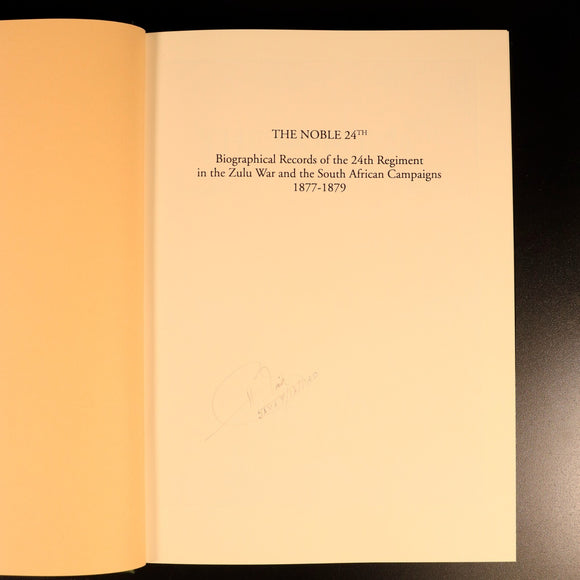 THE NOBLE 24TH
Biographical Records of the 24th Regiment
in the Zulu War and the South African Campaigns
1877-1879